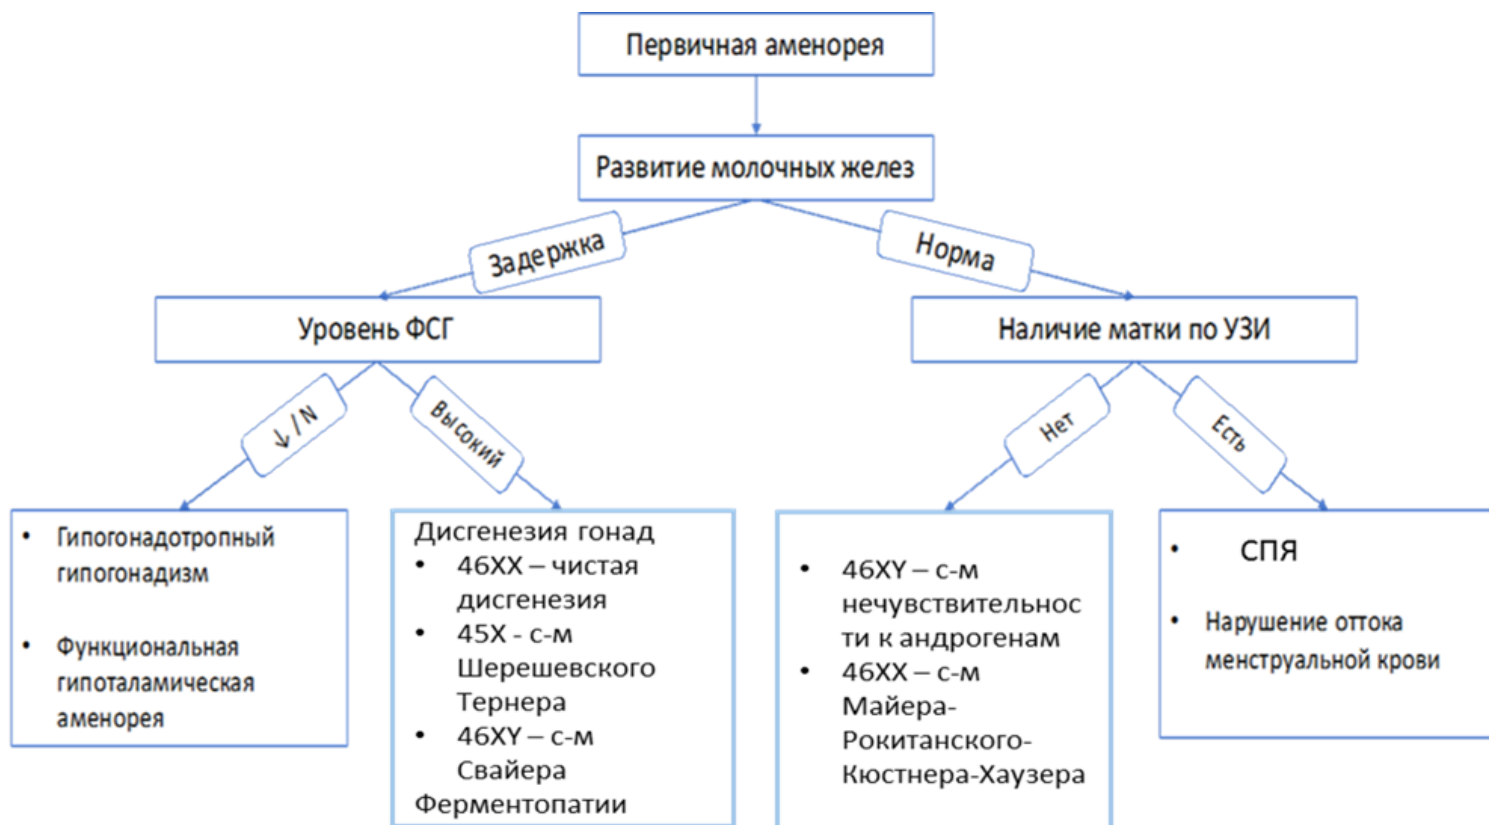 Первичная аменорея
Развитие молочных желез
Задержка
Норма
Уровень ФСГ
Наличие матки по УЗИ
↓ / N
Высокий
Нет
Есть
• Гипогонадотропный
гипогонадизм
• Функциональная
гипоталамическая
аменорея
Дисгенезия гонад
• 46XX – чистая
дисгенезия
• 45X - с-м
Шерешевского
Тернера
• 46XY – с-м
Свайера
Ферментопатии
• 46XY – с-м
нечувствительнос
ти к андрогенам
• 46XX – с-м
Майера-
Рокитанского-
Кюстнера-Хаузера
• СПЯ
• Нарушение оттока
менструальной крови